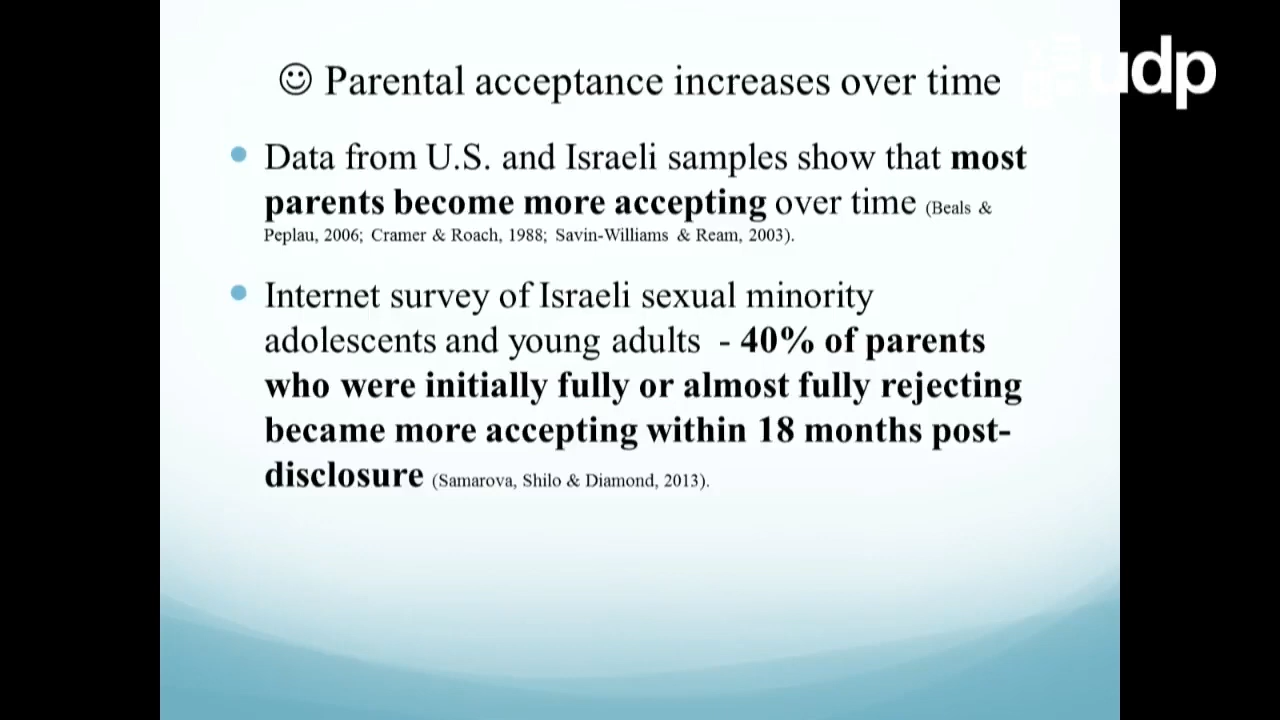 ☺ Parental acceptance increases over time
udp
• Data from U.S. and Israeli samples show that most
parents become more accepting over time (Beals &
Peplau, 2006; Cramer & Roach, 1988; Savin-Williams & Ream, 2003).
• Internet survey of Israeli sexual minority
adolescents and young adults - 40% of parents
who were initially fully or almost fully rejecting
became more accepting within 18 months post-
disclosure (Samarova, Shilo & Diamond, 2013).